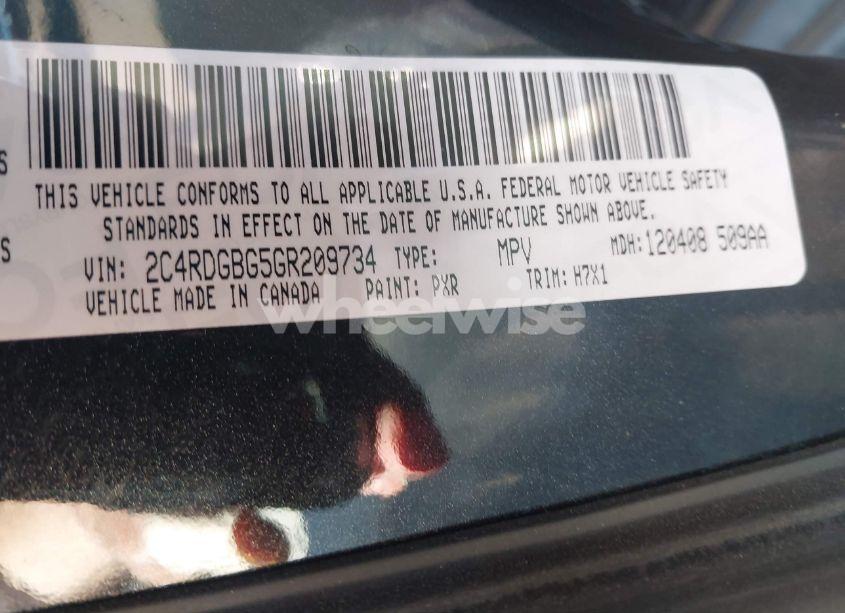 S
THIS VEHICLE CONFORMS TO ALL APPLICABLE U.S.A. FEDERAL MOTOR VEHICLE SAFETY
STANDARDS IN EFFECT ON THE DATE OF MANUFACTURE SHOWN ABOVE.
S
VIN: 2C4RDGBG5GR209734 TYPE: MPV MDH:120408 509AA
VEHICLE MADE IN CANADA PAINT: PXR TRIM: H7X1
wheelwise